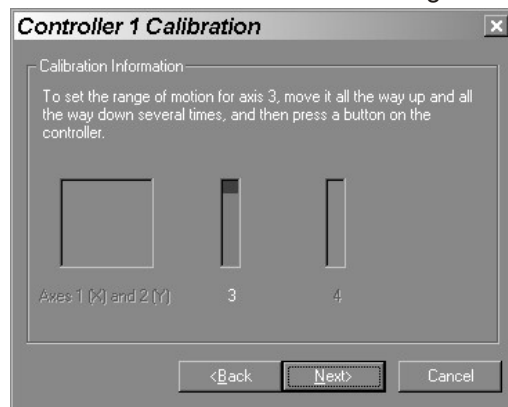 Controller 1 Calibration
Calibration Information
To set the range of motion for axis 3, move it all the way up and all
the way down several times, and then press a button on the
controller.
Axes 1 (X) and 2 (Y) 3 4
<Back Next> Cancel